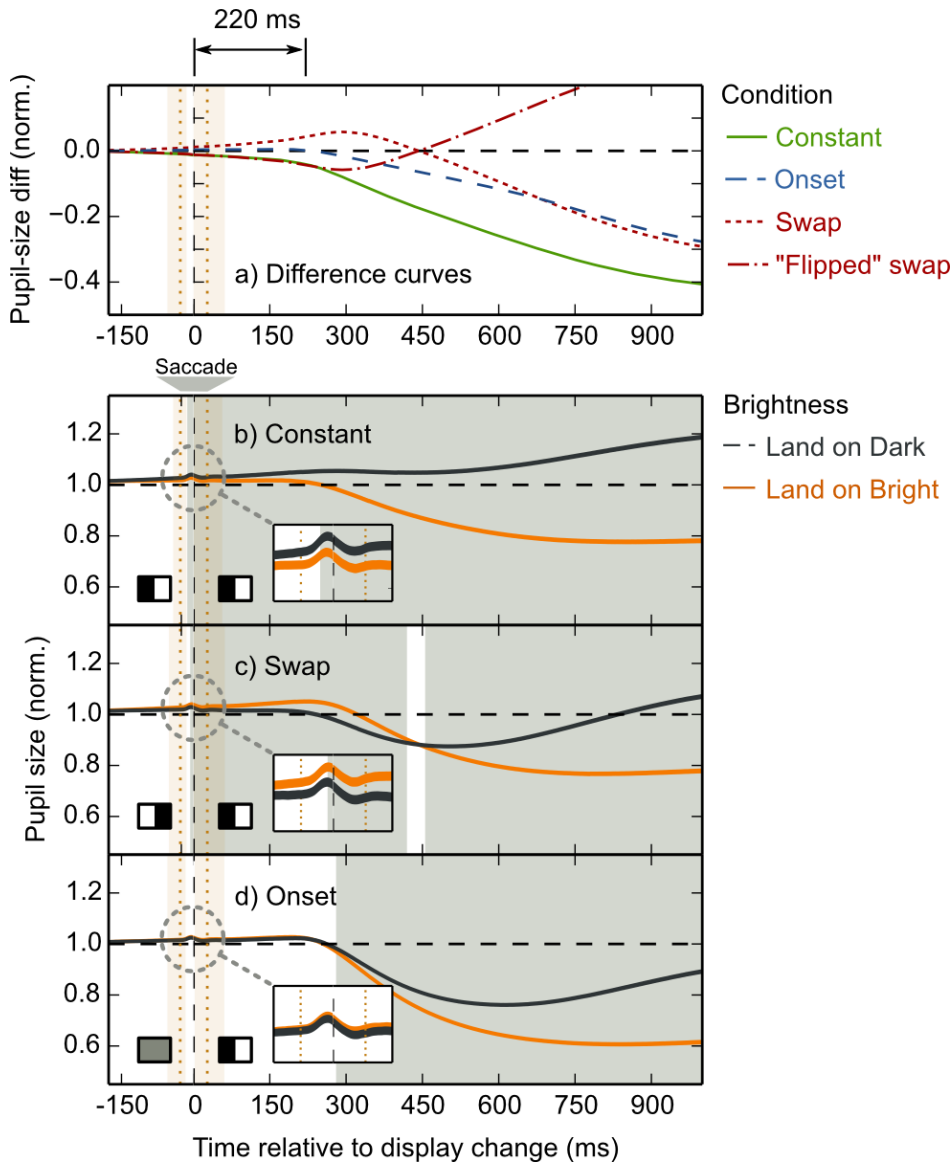 220 ms
Pupil-size diff (norm.)
0.0
−0.2
−0.4
a) Difference curves
-150 0 150 300 450 600 750 900
Condition
Constant
Onset
Swap
"Flipped" swap
Saccade
Pupil size (norm.)
1.2
1.0
0.8
0.6
b) Constant
Brightness
Land on Dark
Land on Bright
1.2
1.0
0.8
0.6
c) Swap
1.2
1.0
0.8
0.6
d) Onset
-150 0 150 300 450 600 750 900
Time relative to display change (ms)